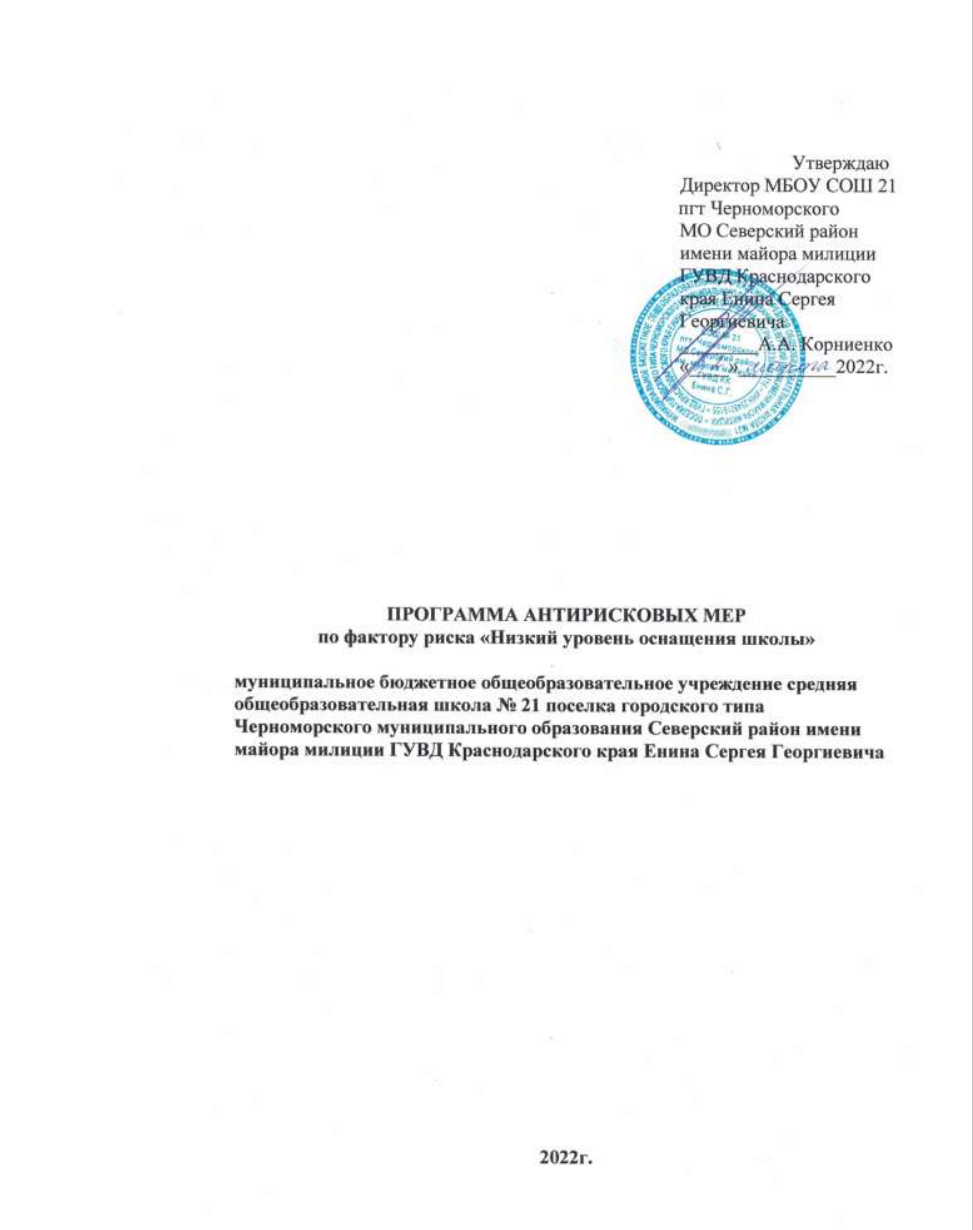 Утверждаю
Директор МБОУ СОШ 21
пгт Черноморского
МО Северский район
имени майора милиции
ГУВД Краснодарского
края Енина Сергея
Георгиевича
А.А. Корниенко
« » 2022г.
ПРОГРАММА АНТИРИСКОВЫХ МЕР
по фактору риска «Низкий уровень оснащения школы»
муниципальное бюджетное общеобразовательное учреждение средняя
общеобразовательная школа № 21 поселка городского типа
Черноморского муниципального образования Северский район имени
майора милиции ГУВД Краснодарского края Енина Сергея Георгиевича
2022г.